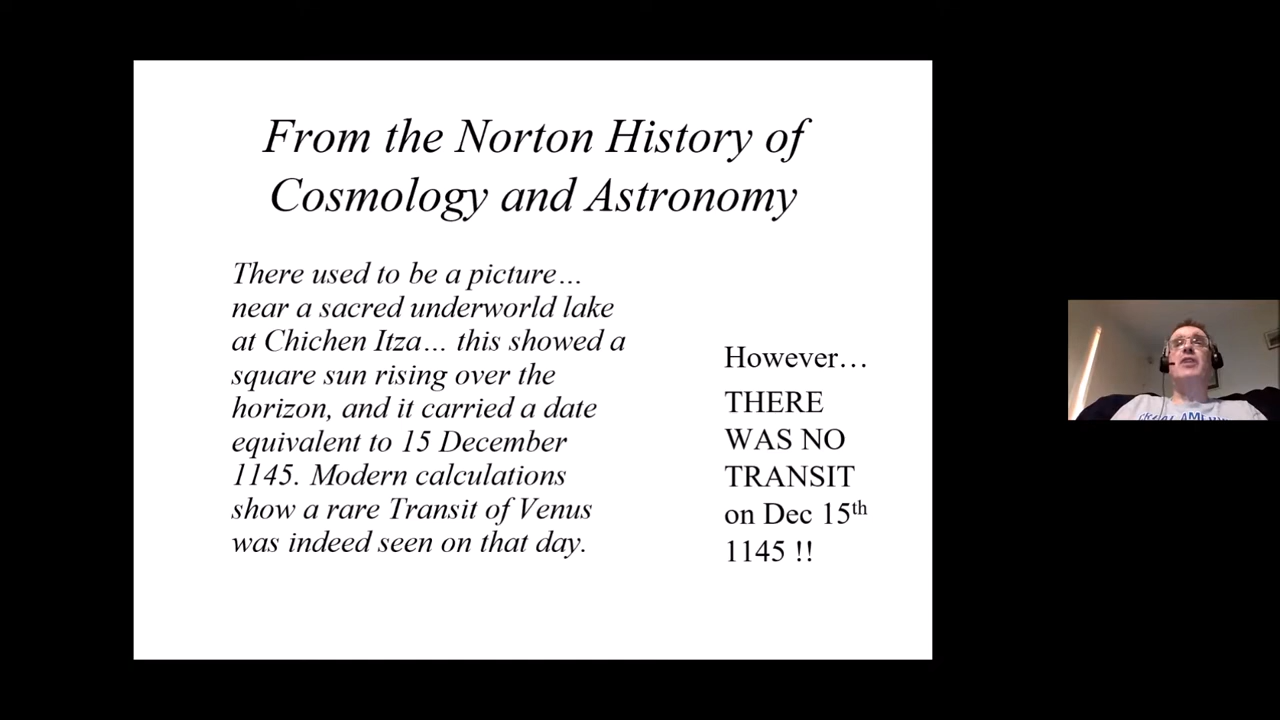 From the Norton History of
Cosmology and Astronomy
There used to be a picture…
near a sacred underworld lake
at Chichen Itza… this showed a
square sun rising over the
horizon, and it carried a date
equivalent to 15 December
1145. Modern calculations
show a rare Transit of Venus
was indeed seen on that day.
However…
THERE
WAS NO
TRANSIT
on Dec 15th
1145 !!